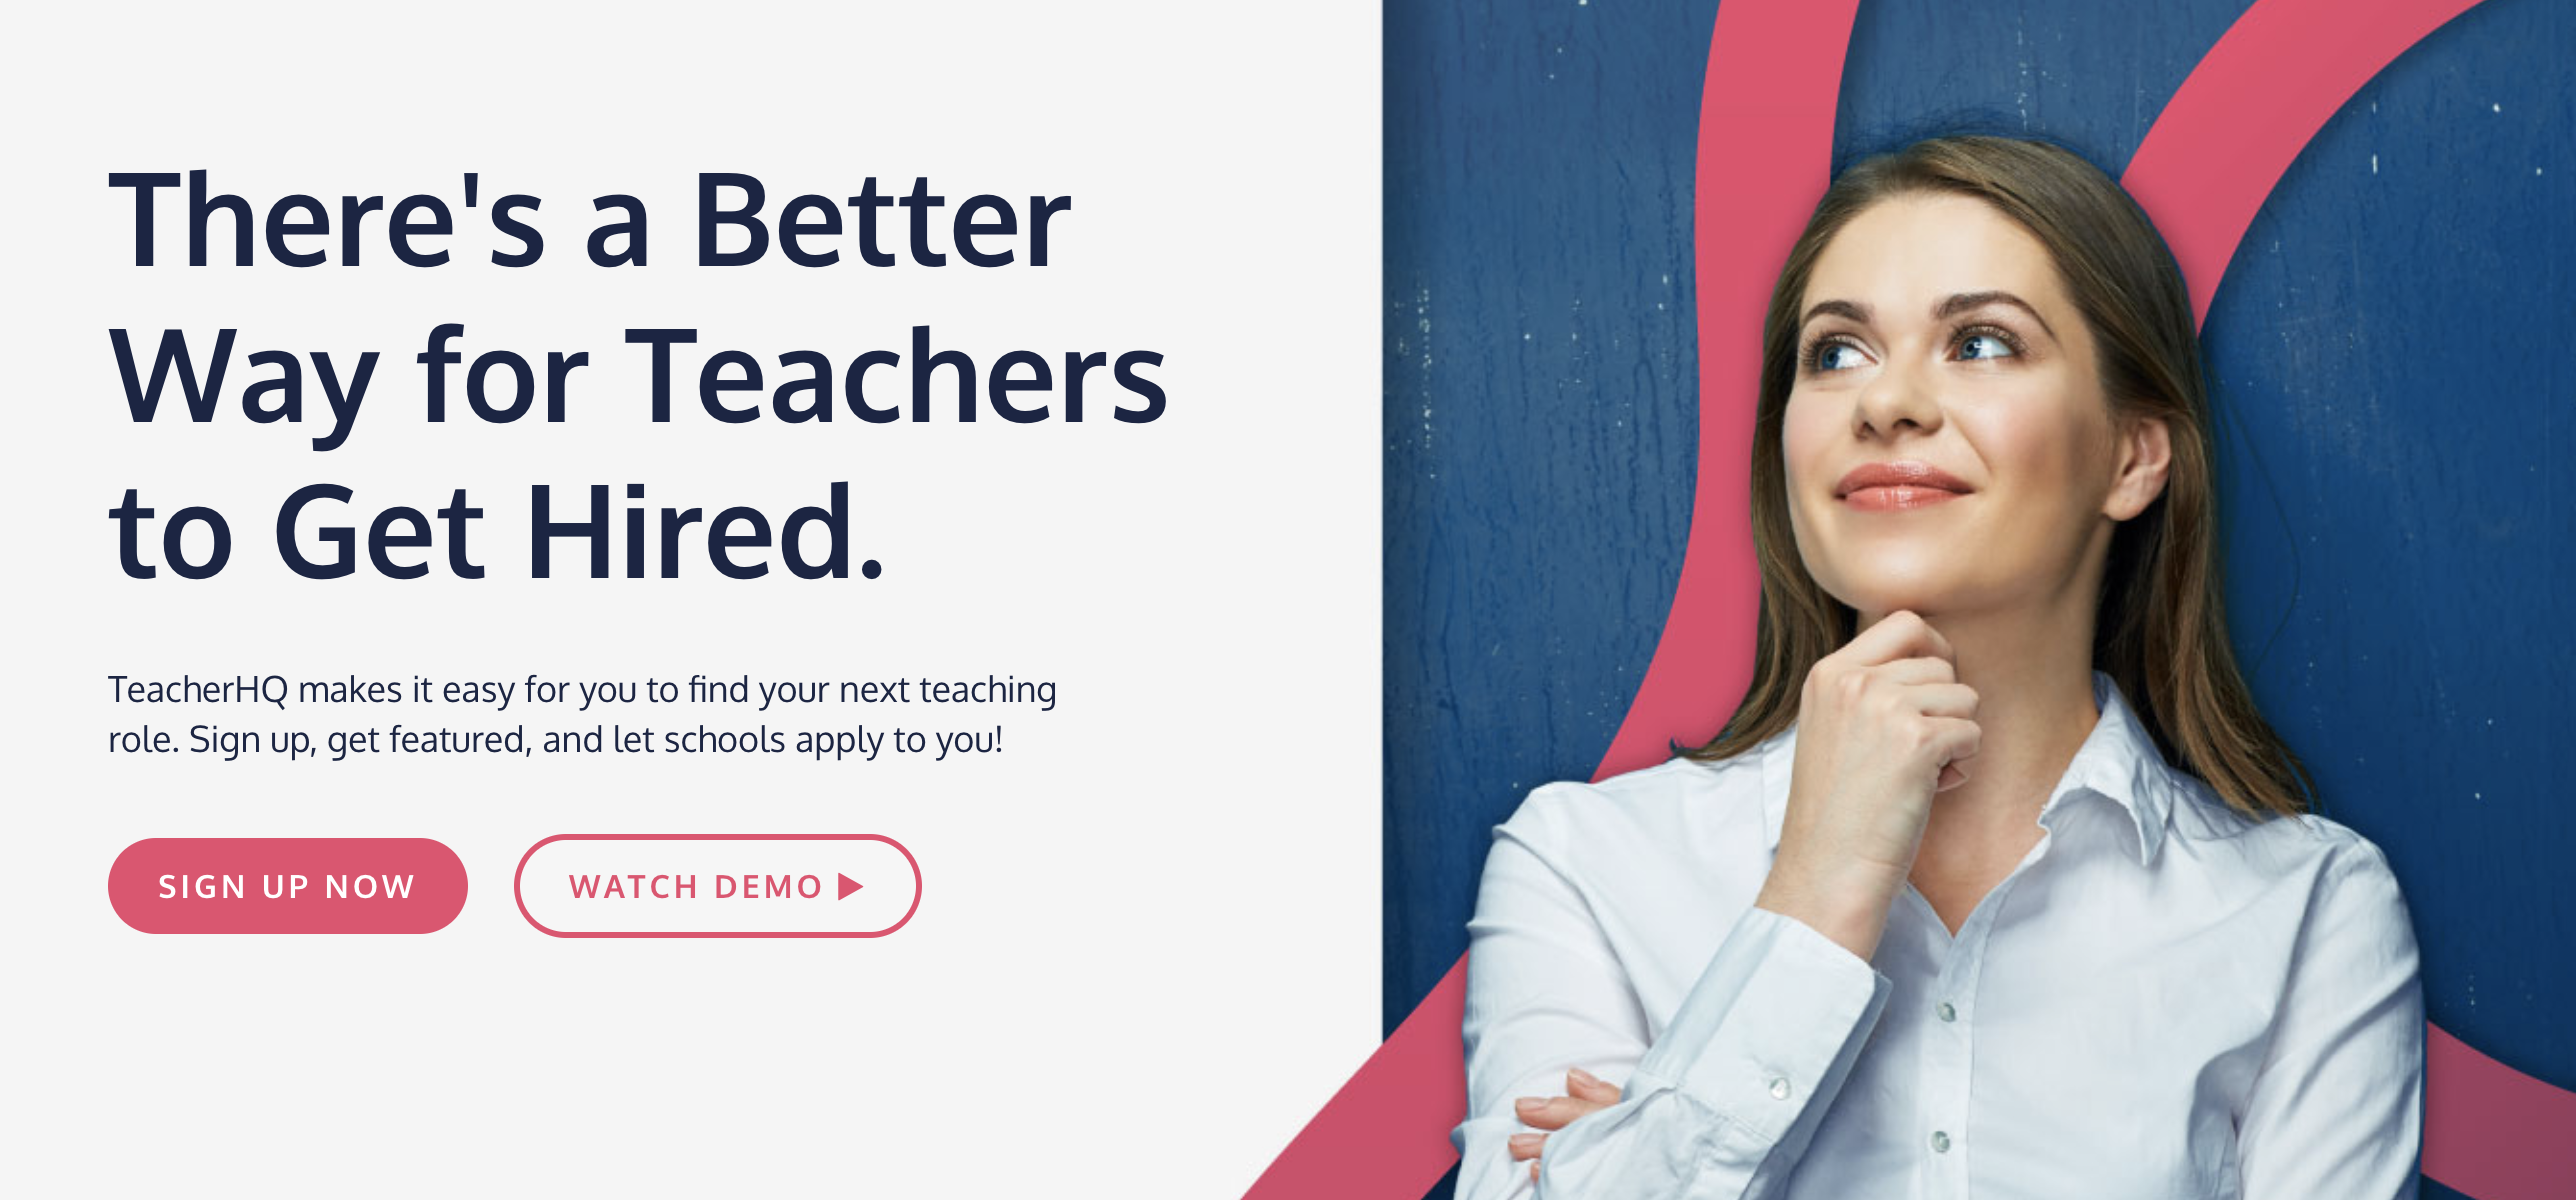 There's a Better
Way for Teachers
to Get Hired.
TeacherHQ makes it easy for you to find your next teaching
role. Sign up, get featured, and let schools apply to you!
SIGN UP NOW
WATCH DEMO